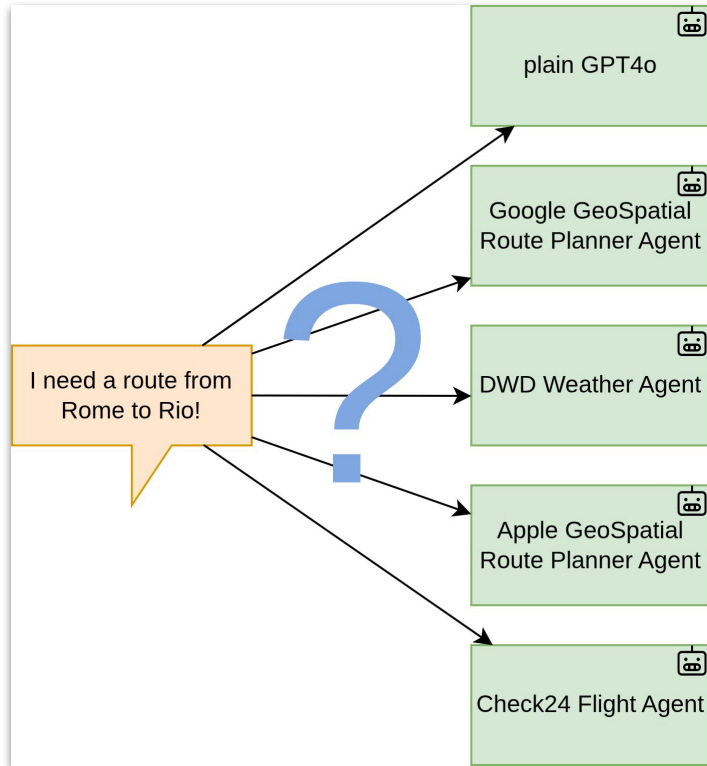 plain GPT4o
Google GeoSpatial
Route Planner Agent
I need a route from
Rome to Rio!
?
DWD Weather Agent
Apple GeoSpatial
Route Planner Agent
Check24 Flight Agent